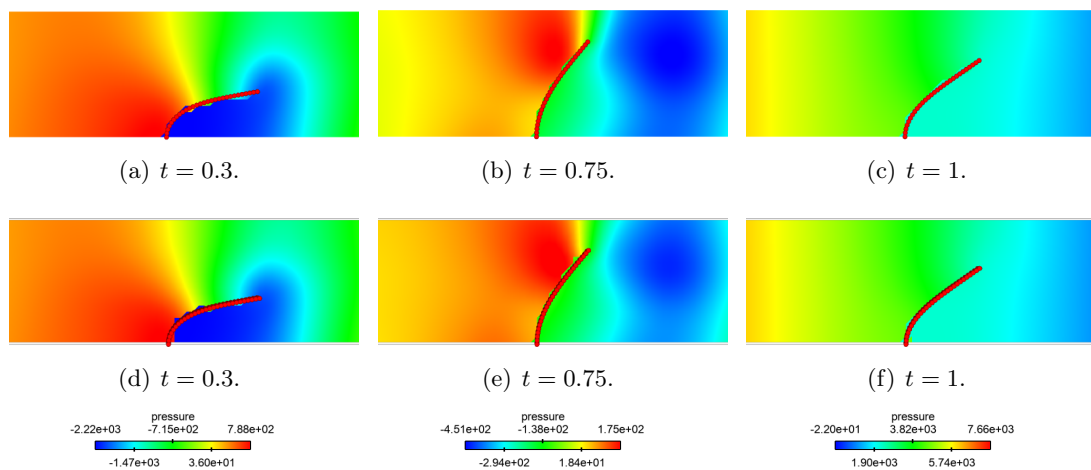 (a) t = 0.3.
(b) t = 0.75.
(c) t = 1.
(d) t = 0.3.
(e) t = 0.75.
(f) t = 1.
pressure
-2.22e+03 -7.15e+02 7.88e+02
-1.47e+03 3.60e+01
pressure
-4.51e+02 -1.38e+02 1.75e+02
-2.94e+02 1.84e+01
pressure
-2.20e+01 3.82e+03 7.66e+03
1.90e+03 5.74e+03